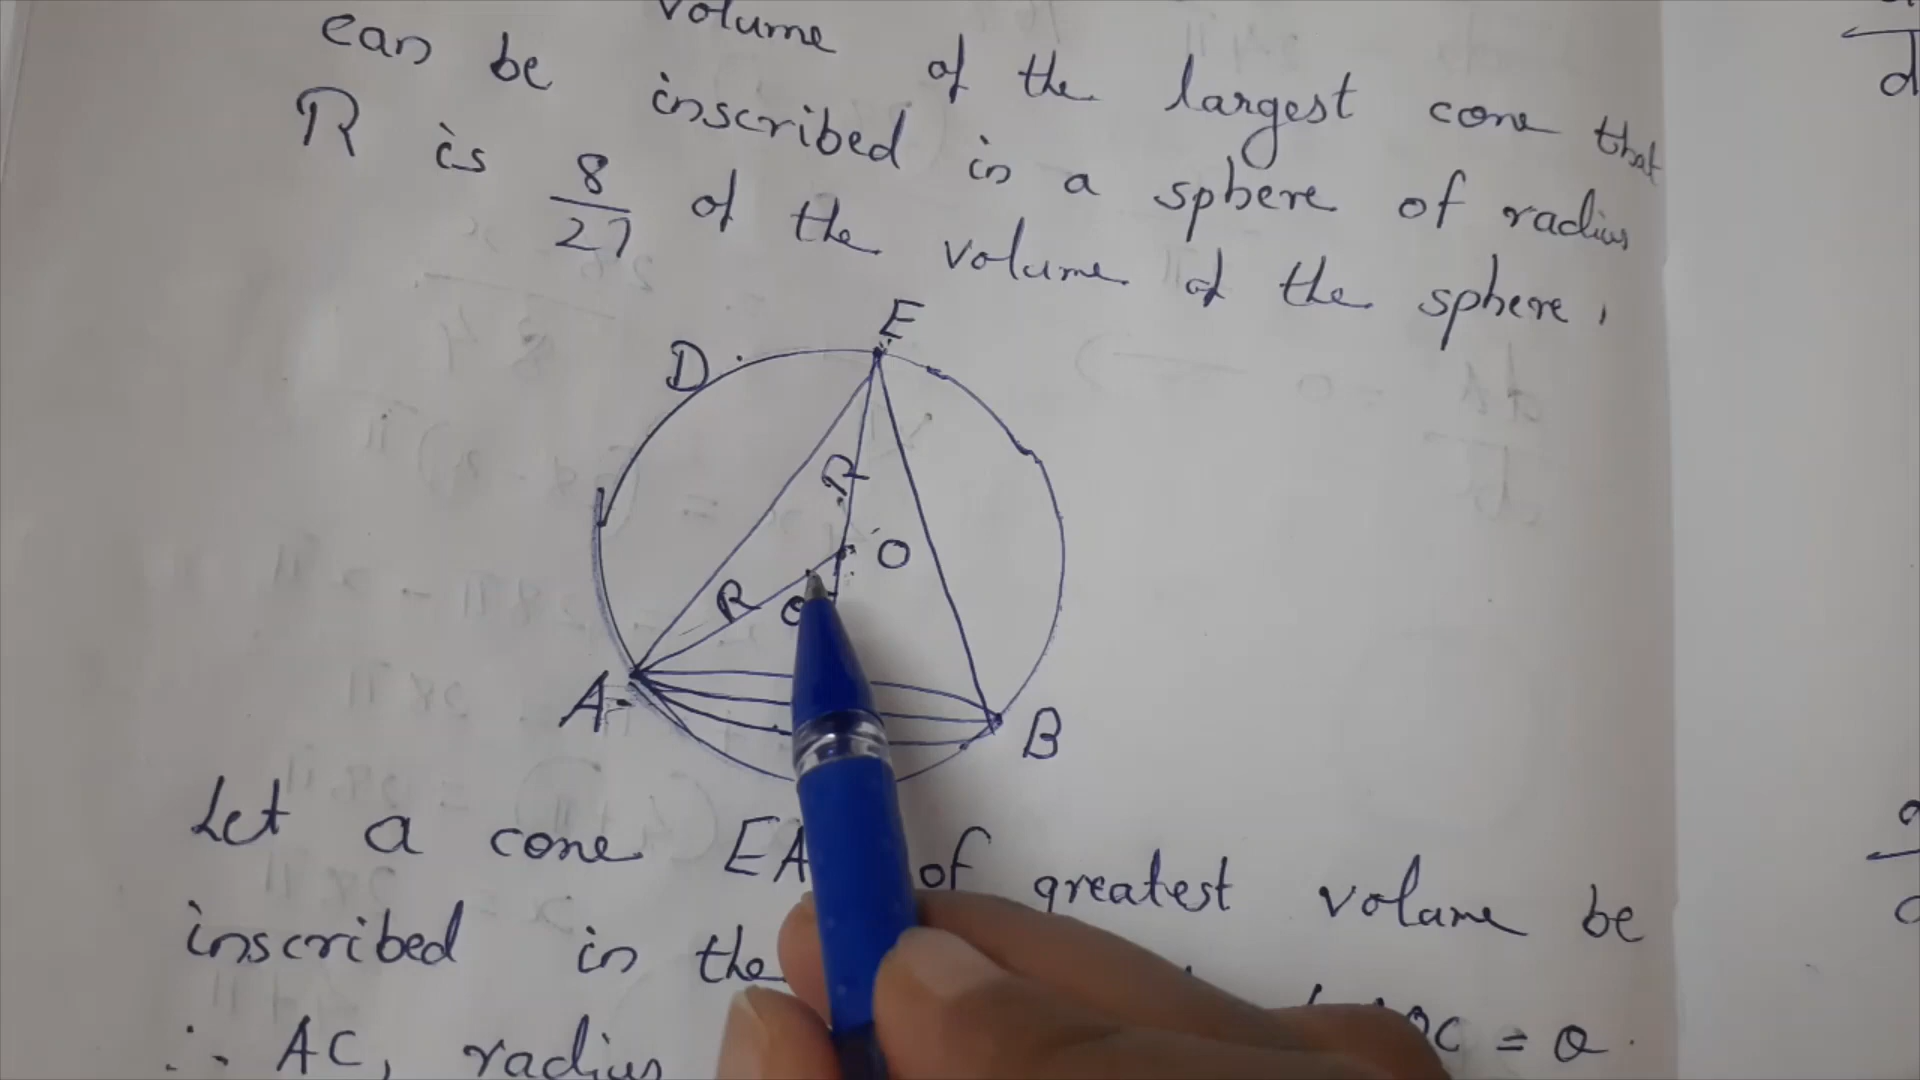 volume of the largest cone that
can be inscribed in a sphere of radius
R is 8/27 of the volume of the sphere.
E
D
R
O
R
θ
A
B
Let a cone EA of greatest volume be
inscribed in the
OC = θ.
∴ AC, radius